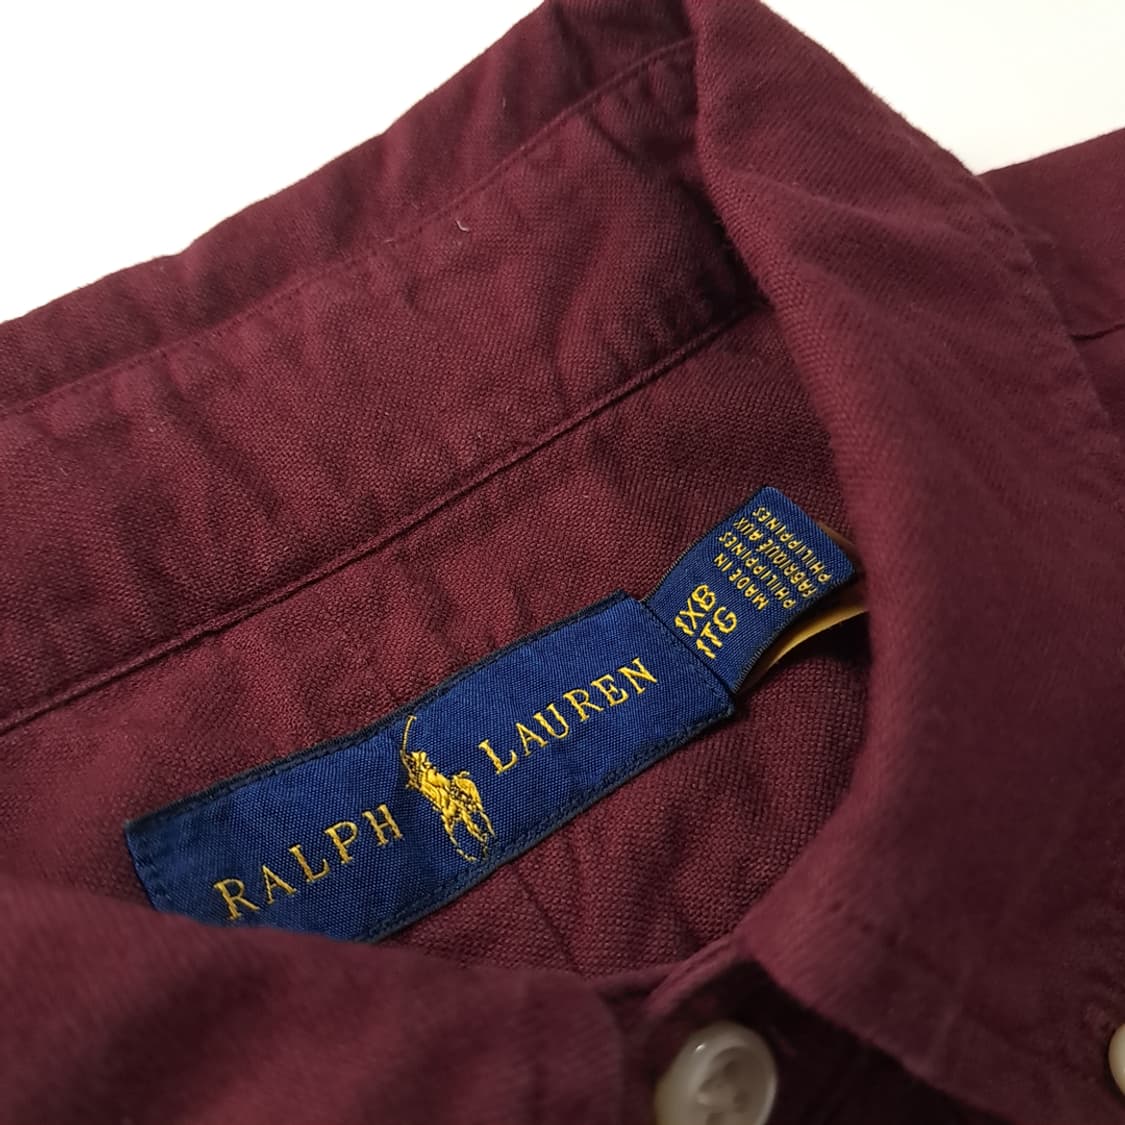 RALPH LAUREN
1XB
1TG
MADE IN
PHILIPPINES
FABRIQUÉ AUX
PHILIPPINES